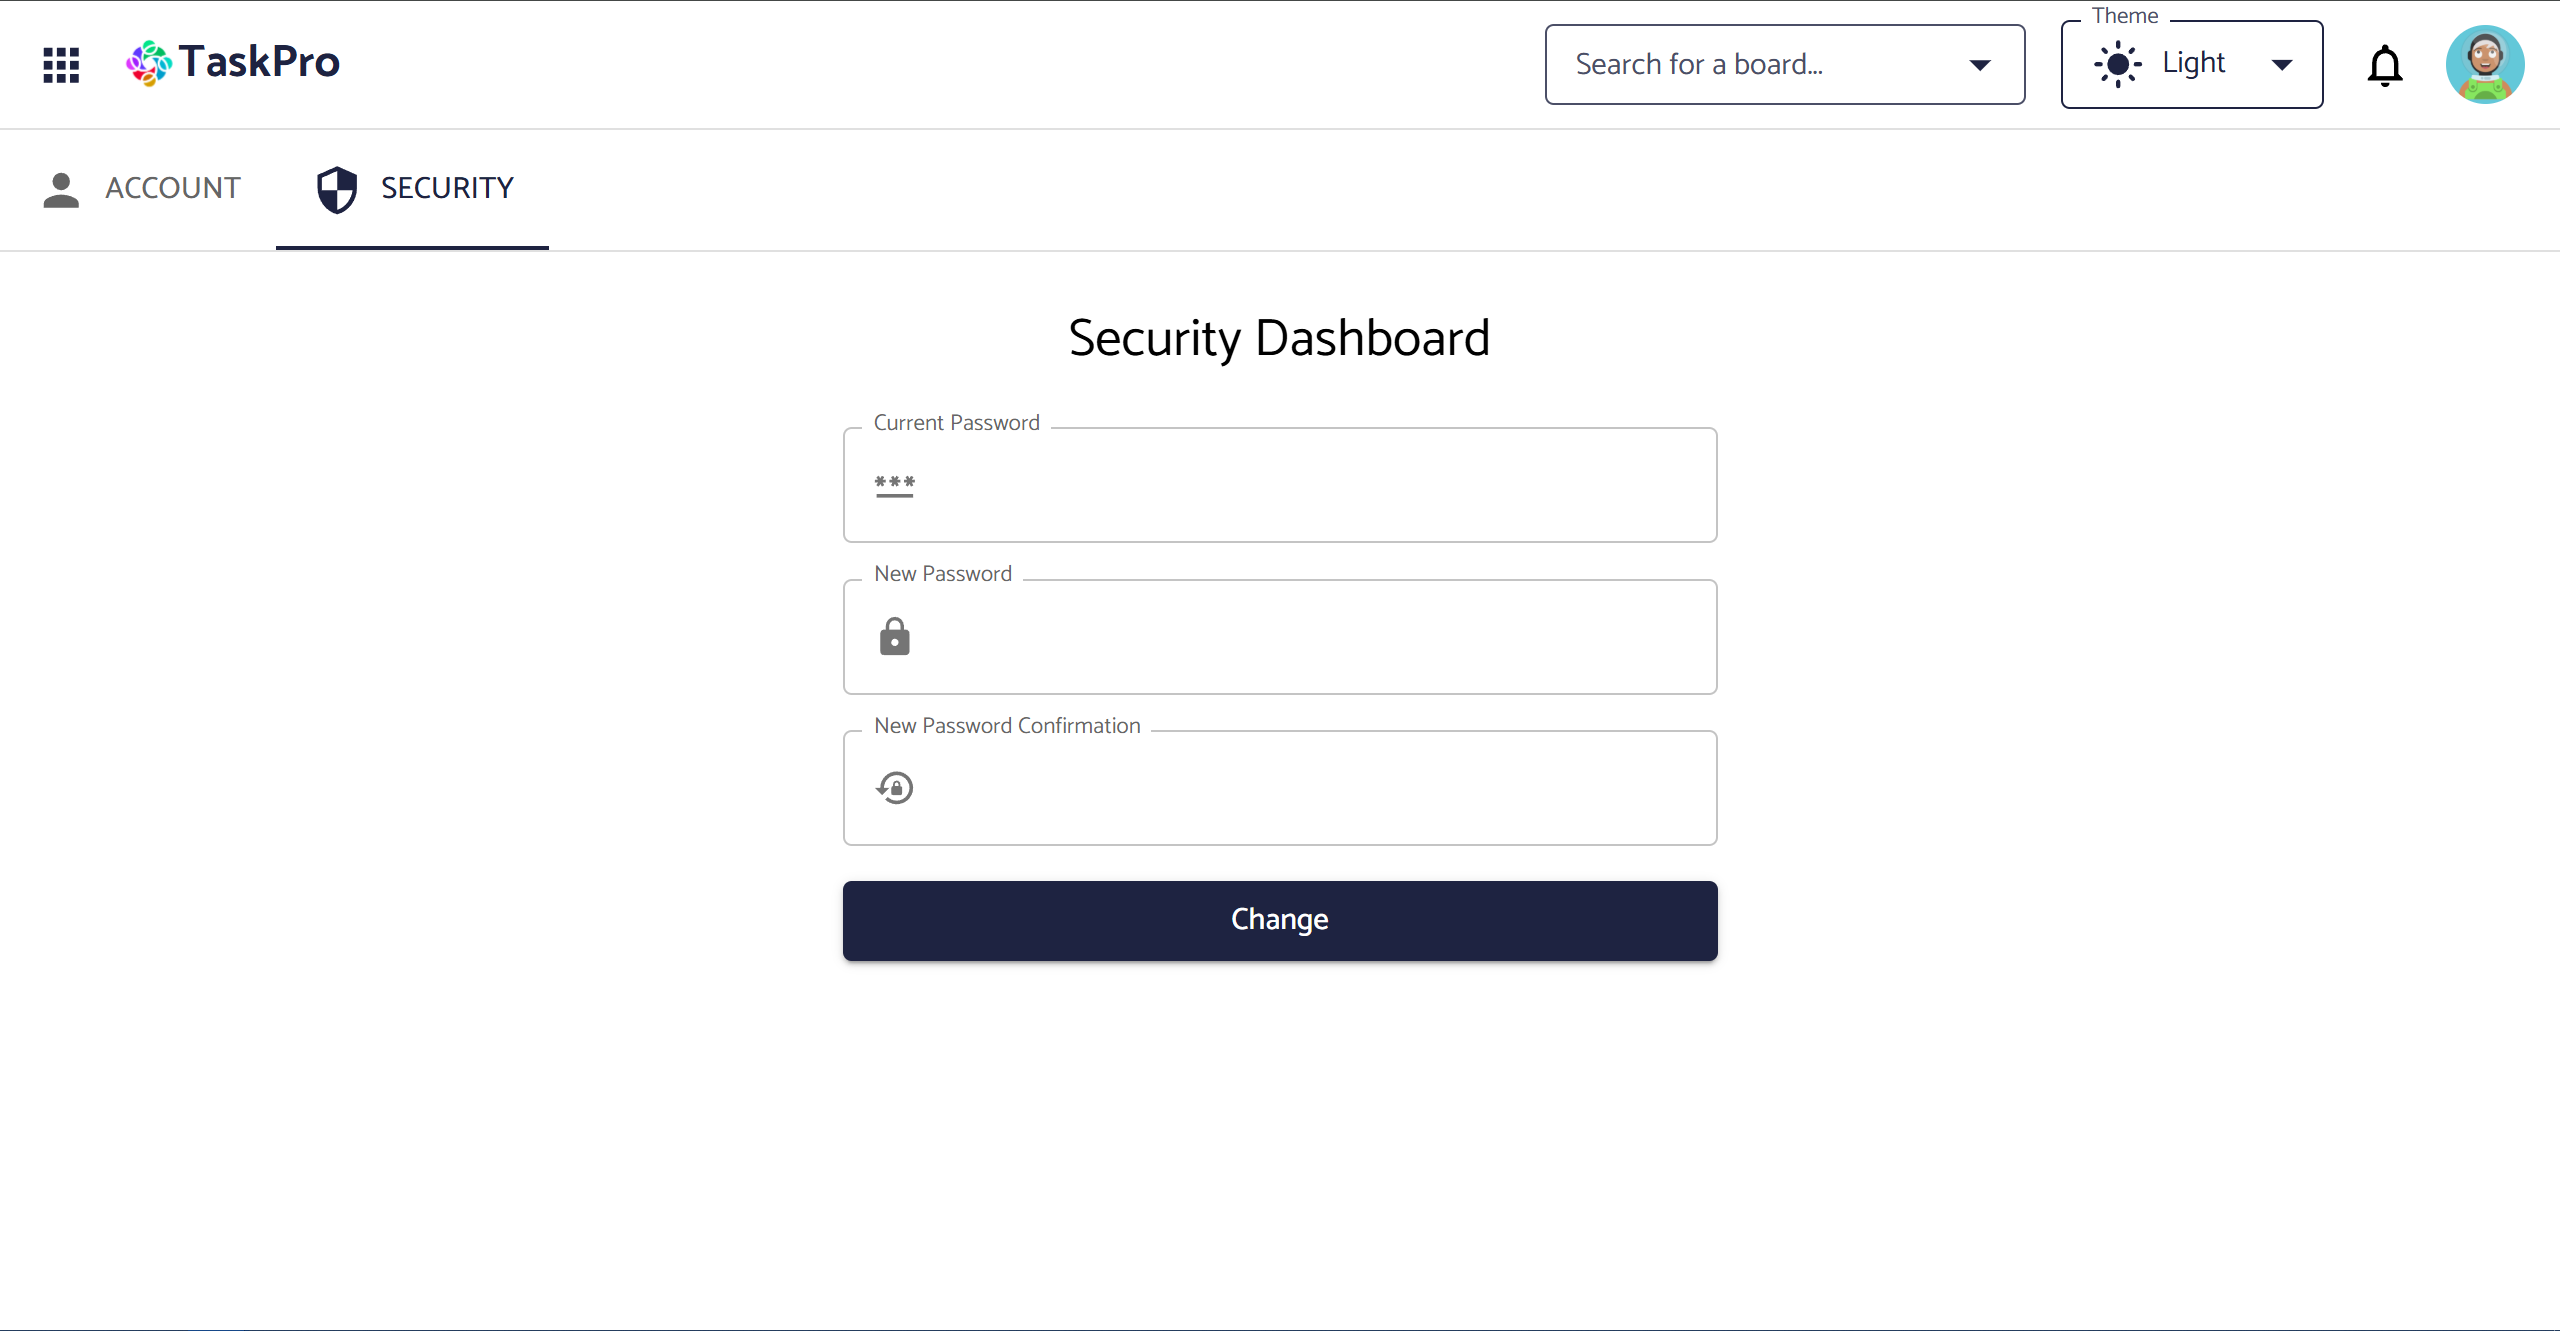 TaskPro
Search for a board...
Theme
Light
ACCOUNT
SECURITY
Security Dashboard
Current Password
***
New Password
New Password Confirmation
Change